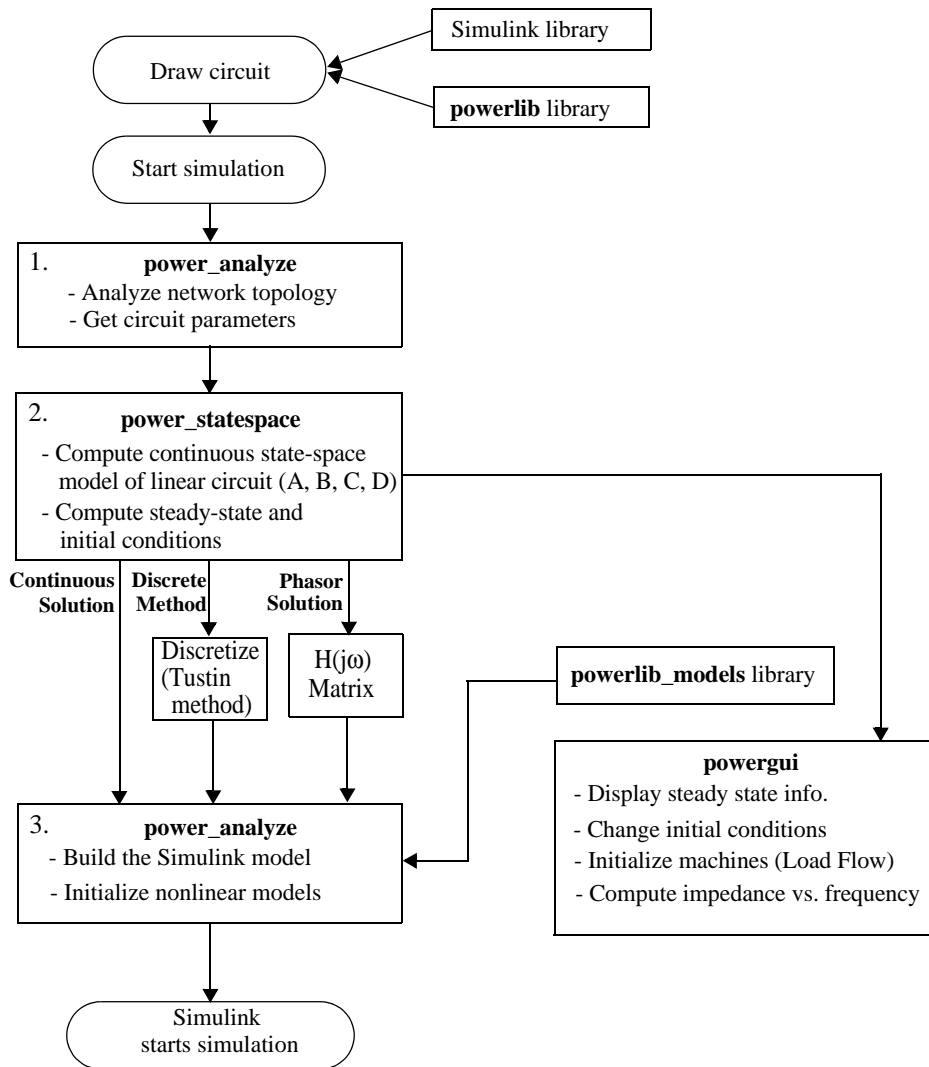 Simulink library
Draw circuit
powerlib library
Start simulation
1.
power_analyze
- Analyze network topology
- Get circuit parameters
2.
power_statespace
- Compute continuous state-space
model of linear circuit (A, B, C, D)
- Compute steady-state and
initial conditions
Continuous
Solution
Discrete
Method
Phasor
Solution
Discretize
(Tustin
method)
H(jω)
Matrix
powerlib_models library
powergui
- Display steady state info.
- Change initial conditions
- Initialize machines (Load Flow)
- Compute impedance vs. frequency
3.
power_analyze
- Build the Simulink model
- Initialize nonlinear models
Simulink
starts simulation